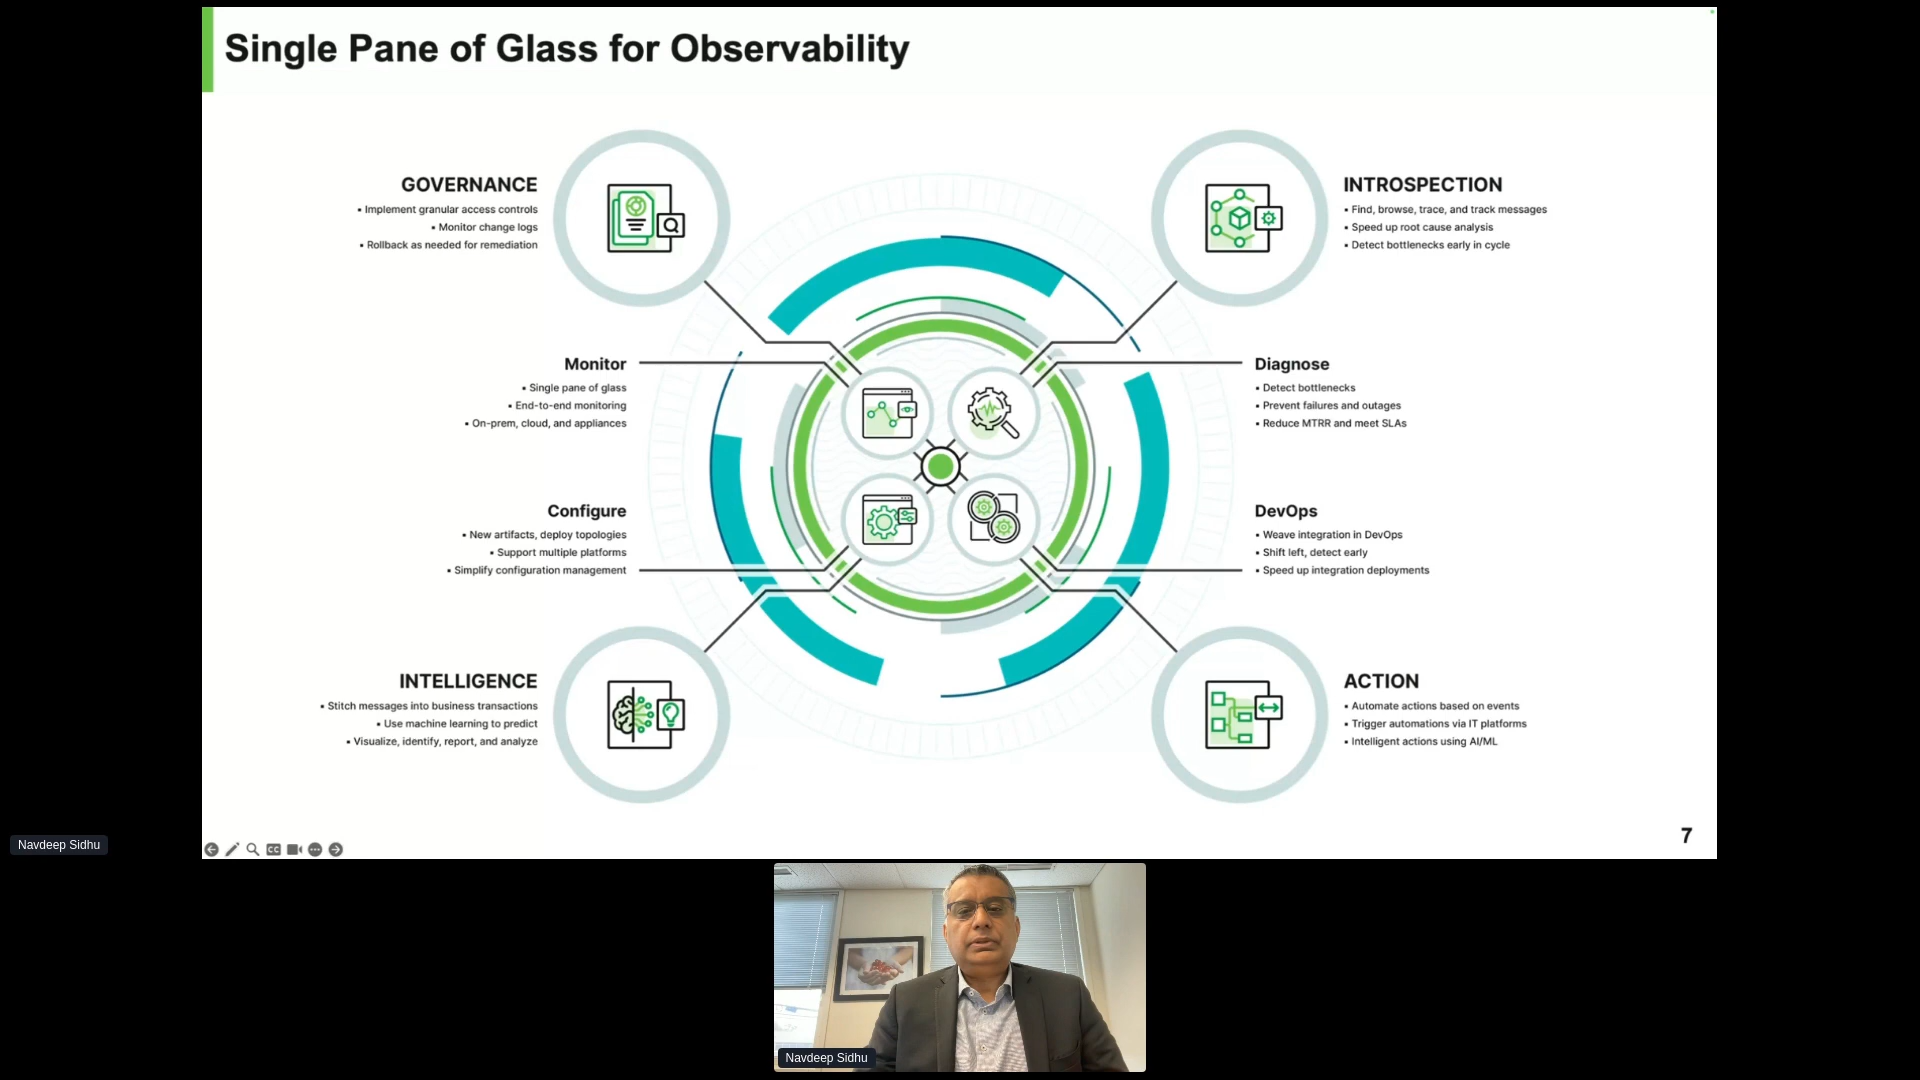 Single Pane of Glass for Observability
GOVERNANCE
▪ Implement granular access controls
▪ Monitor change logs
▪ Rollback as needed for remediation
INTROSPECTION
▪ Find, browse, trace, and track messages
▪ Speed up root cause analysis
▪ Detect bottlenecks early in cycle
Monitor
▪ Single pane of glass
▪ End-to-end monitoring
▪ On-prem, cloud, and appliances
Diagnose
▪ Detect bottlenecks
▪ Prevent failures and outages
▪ Reduce MTRR and meet SLAs
Configure
▪ New artifacts, deploy topologies
▪ Support multiple platforms
▪ Simplify configuration management
DevOps
▪ Weave integration in DevOps
▪ Shift left, detect early
▪ Speed up integration deployments
INTELLIGENCE
▪ Stitch messages into business transactions
▪ Use machine learning to predict
▪ Visualize, identify, report, and analyze
ACTION
▪ Automate actions based on events
▪ Trigger automations via IT platforms
▪ Intelligent actions using AI/ML
7
CC
Navdeep Sidhu
Navdeep Sidhu